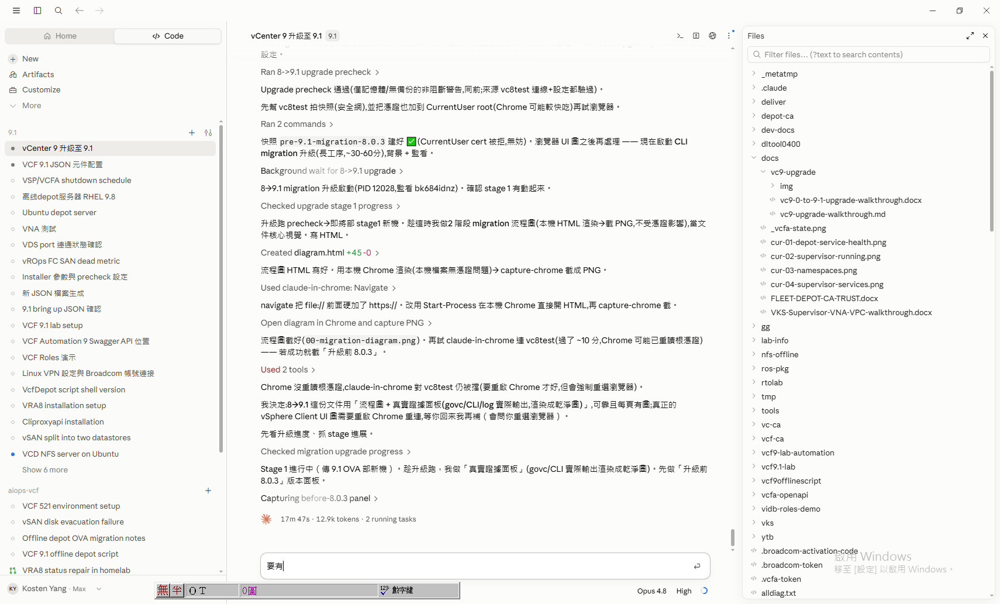 Home
Code
New
Artifacts
Customize
More
9.1
vCenter 9 升级至 9.1
VCF 9.1 JSON 元件配置
VSP/VCFA shutdown schedule
离线depot服务器 RHEL 9.8
Ubuntu depot server
VNA 測試
VDS port 連通狀態確認
vROps FC SAN dead metric
Installer 參數與 precheck 設定
新 JSON 檔案生成
9.1 bring up JSON 確認
VCF 9.1 lab setup
VCF Automation 9 Swagger API 位置
VCF Roles 演示
Linux VPN 設定與 Broadcom 帳號連接
VcfDepot script shell version
VRA8 installation setup
Cliproxyapi installation
vSAN split into two datastores
VCD NFS server on Ubuntu
Show 6 more
aiops-vcf
VCF 521 environment setup
vSAN disk evacuation failure
Offline depot OVA migration notes
VCF 9.1 offline depot script
VRA8 status repair in homelab
KY Kosten Yang · Max
vCenter 9 升级至 9.1 9.1
設定。
Ran 8->9.1 upgrade precheck
Upgrade precheck 通過(僅記憶體/無備份的非阻斷警告,同前;來源 vc8test 連線+設定都驗過)。
先幫 vc8test 拍快照(安全網),並把憑證也加到 CurrentUser root(Chrome 可能較快吃)再試瀏覽器。
Ran 2 commands
快照 pre-9.1-migration-8.0.3 建好 ✅(CurrentUser cert 被拒,無妨)。瀏覽器 UI 圖之後再處理 —— 現在啟動 CLI
migration 升級(長工序,~30-60分),背景 + 監看。
Background wait for 8->9.1 upgrade
8→9.1 migration 升級啟動(PID 12028,監看 bk684idnz)。確認 stage 1 有動起來。
Checked upgrade stage 1 progress
升級跑 precheck→即將部 stage1 新機。趁這時我做2 階段 migration 流程圖(本機 HTML 渲染→截 PNG,不受憑證影響),當文
件核心視覺。寫 HTML。
Created diagram.html +45 -0
流程圖 HTML 寫好。用本機 Chrome 渲染(本機檔案無憑證問題)→ capture-chrome 截成 PNG。
Used claude-in-chrome: Navigate
navigate 把 file:// 前面硬加了 https://。改用 Start-Process 在本機 Chrome 直接開 HTML,再 capture-chrome 截。
Open diagram in Chrome and capture PNG
流程圖截好(00-migration-diagram.png)。再試 claude-in-chrome 連 vc8test(過了 ~10 分,Chrome 可能已重讀根憑證)
—— 若成功就截「升級前 8.0.3」。
Used 2 tools
Chrome 沒重讀根憑證,claude-in-chrome 對 vc8test 仍被擋(要重啟 Chrome 才好,但會強制重選瀏覽器)。
我決定:8→9.1 這份文件用「流程圖 + 真實證據面板(govc/CLI/log 實際輸出,渲染成乾淨圖)」,可靠且每頁有圖;真正的
vSphere Client UI 圖需要重啟 Chrome 重連,等你回來我再補（會問你重選瀏覽器）。
先看升級進度、抓 stage 進展。
Checked migration upgrade progress
Stage 1 進行中（傳 9.1 OVA 部新機）。趁升級跑，我做「真實證據面板」(govc/CLI 實際輸出渲染成乾淨圖)。先做「升級前
8.0.3」版本面板。
Capturing before-8.0.3 panel
17m 47s · 12.9k tokens · 2 running tasks
要有
無 半 O T 0圖 123 數字鍵
Opus 4.8 High
Files
Filter files... (?text to search contents)
_metatmp
.claude
deliver
depot-ca
dev-docs
dltool0400
docs
vc9-upgrade
img
vc9-0-to-9-1-upgrade-walkthrough.docx
vc9-upgrade-walkthrough.md
_vcfa-state.png
cur-01-depot-service-health.png
cur-02-supervisor-running.png
cur-03-namespaces.png
cur-04-supervisor-services.png
FLEET-DEPOT-CA-TRUST.docx
VKS-Supervisor-VNA-VPC-walkthrough.docx
gg
lab-info
nfs-offline
ros-pkg
rtolab
tmp
tools
vc-ca
vcf-ca
vcf9-lab-automation
vcf9.1-lab
vcf9offlinescript
vcfa-openapi
vidb-roles-demo
vks
ytb
.broadcom-activation-code
.broadcom-token
.vcfa-token
alldiag.txt
啟用 Windows
移至 [設定] 以啟用 Windows。